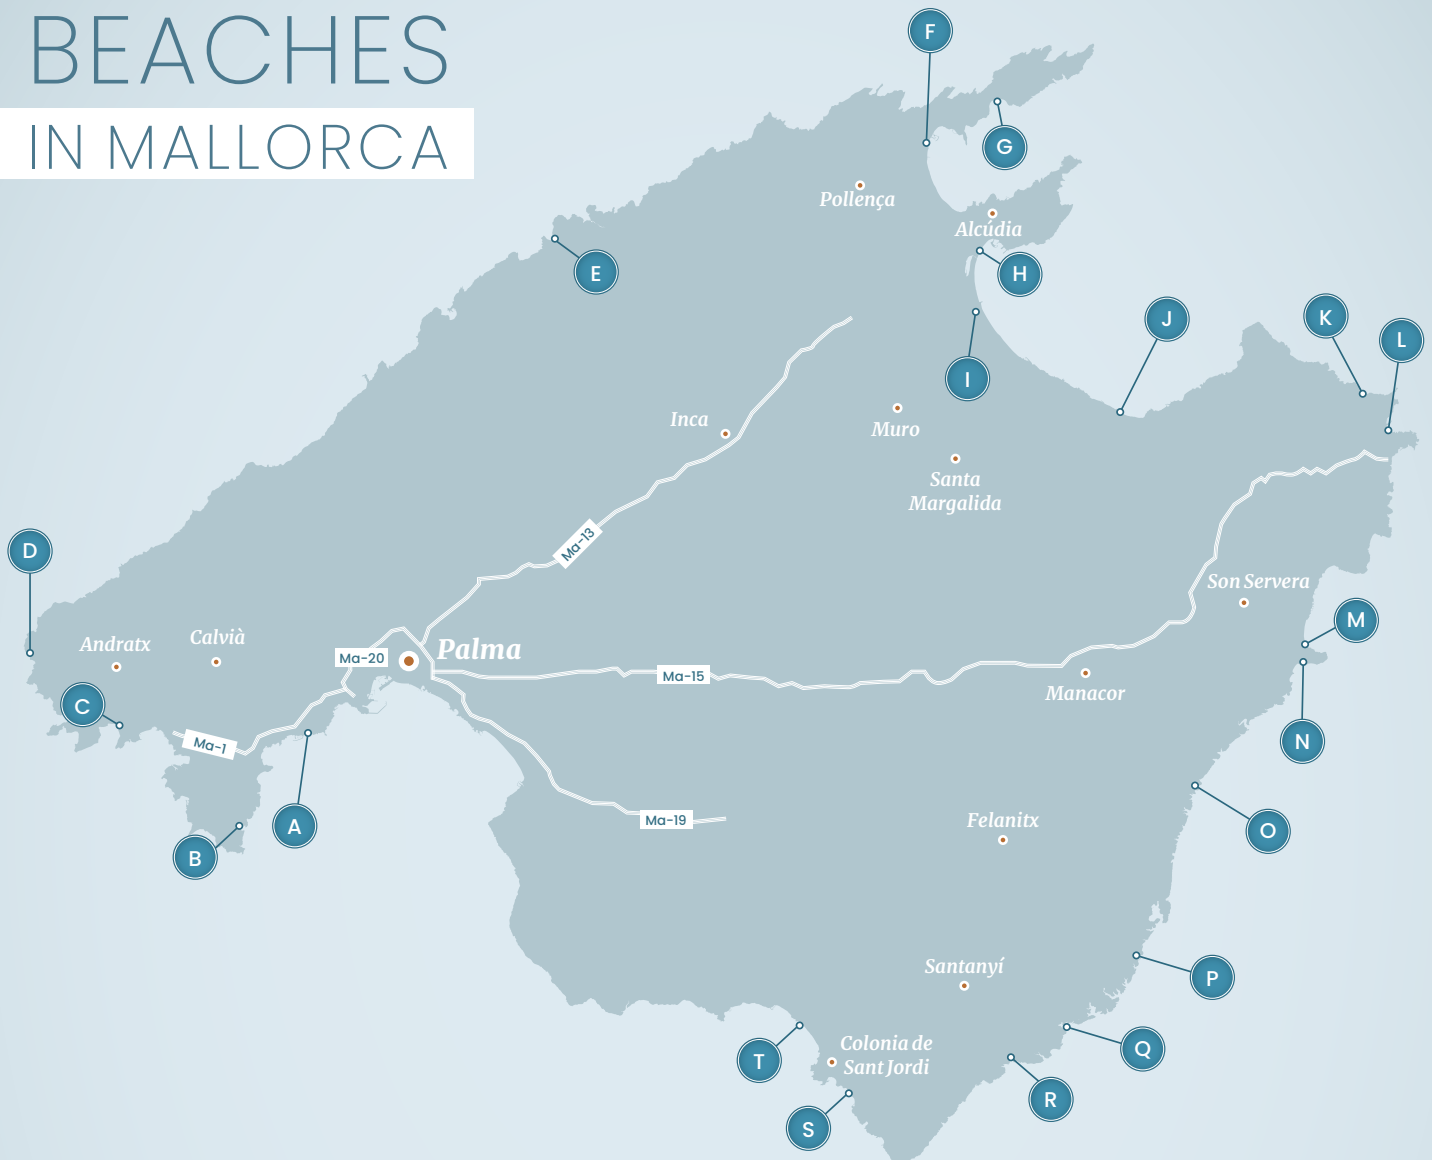 BEACHES
IN MALLORCA
F
G
Pollença
Alcúdia
E
H
J
K
L
I
Inca
Muro
Santa
Margalida
Ma-13
D
Son Servera
M
Andratx
Calvià
Ma-20
Palma
Ma-15
Manacor
C
Ma-1
N
A
B
Ma-19
Felanitx
O
Santanyí
P
T
Colonia de
Sant Jordi
Q
R
S